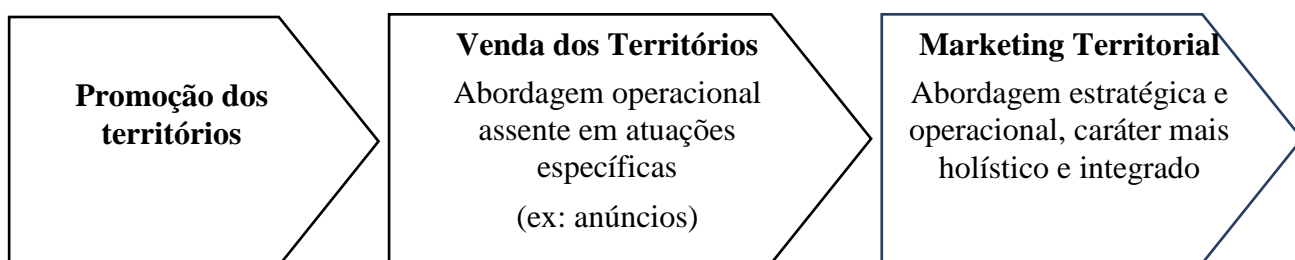 Promoção dos
territórios
Venda dos Territórios
Abordagem operacional
assente em atuações
específicas
(ex: anúncios)
Marketing Territorial
Abordagem estratégica e
operacional, caráter mais
holístico e integrado